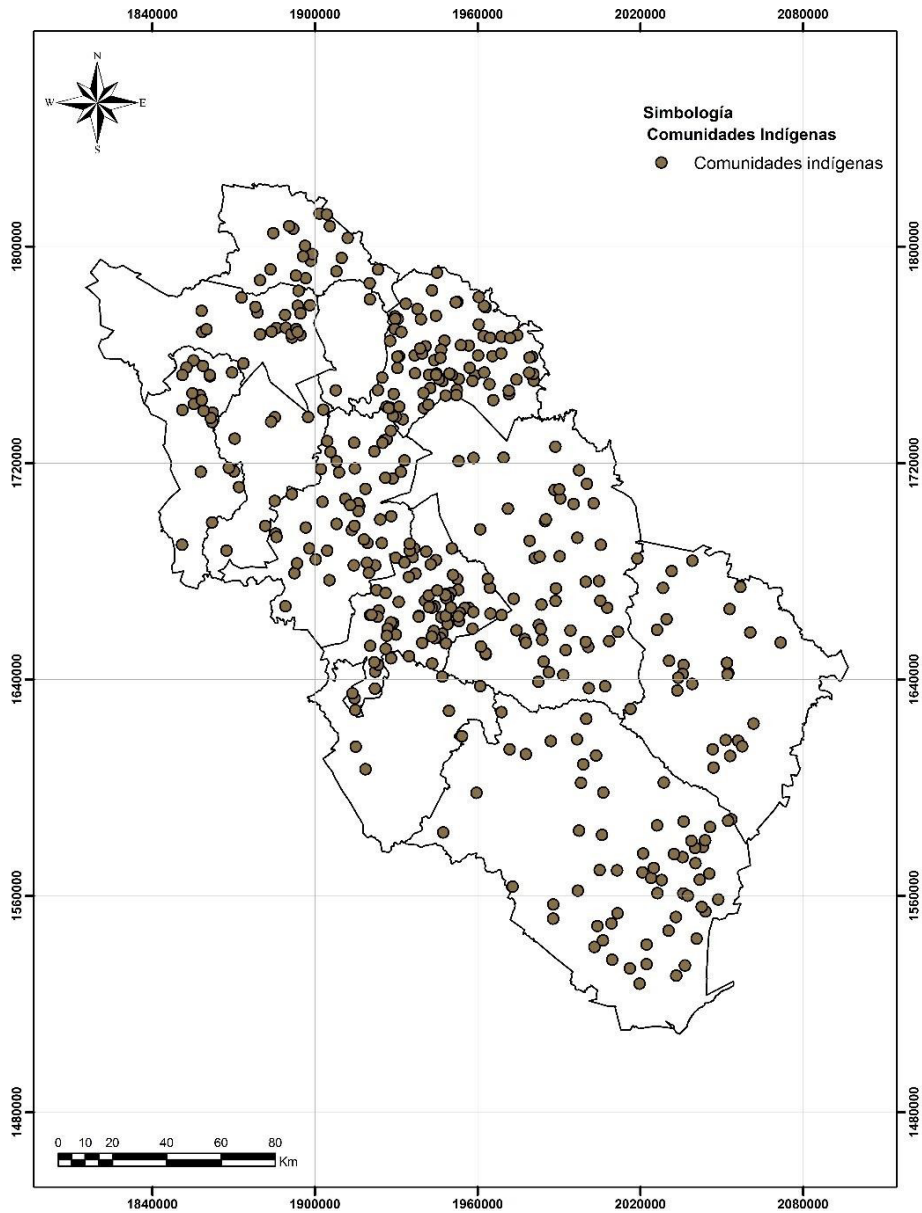 1840000 1900000 1960000 2020000 2080000
N
W E
S
Simbología
Comunidades Indígenas
Comunidades indígenas
1800000 1800000
1720000 1720000
1640000 1640000
1560000 1560000
1480000 1480000
0 10 20 40 60 80
Km
1840000 1900000 1960000 2020000 2080000